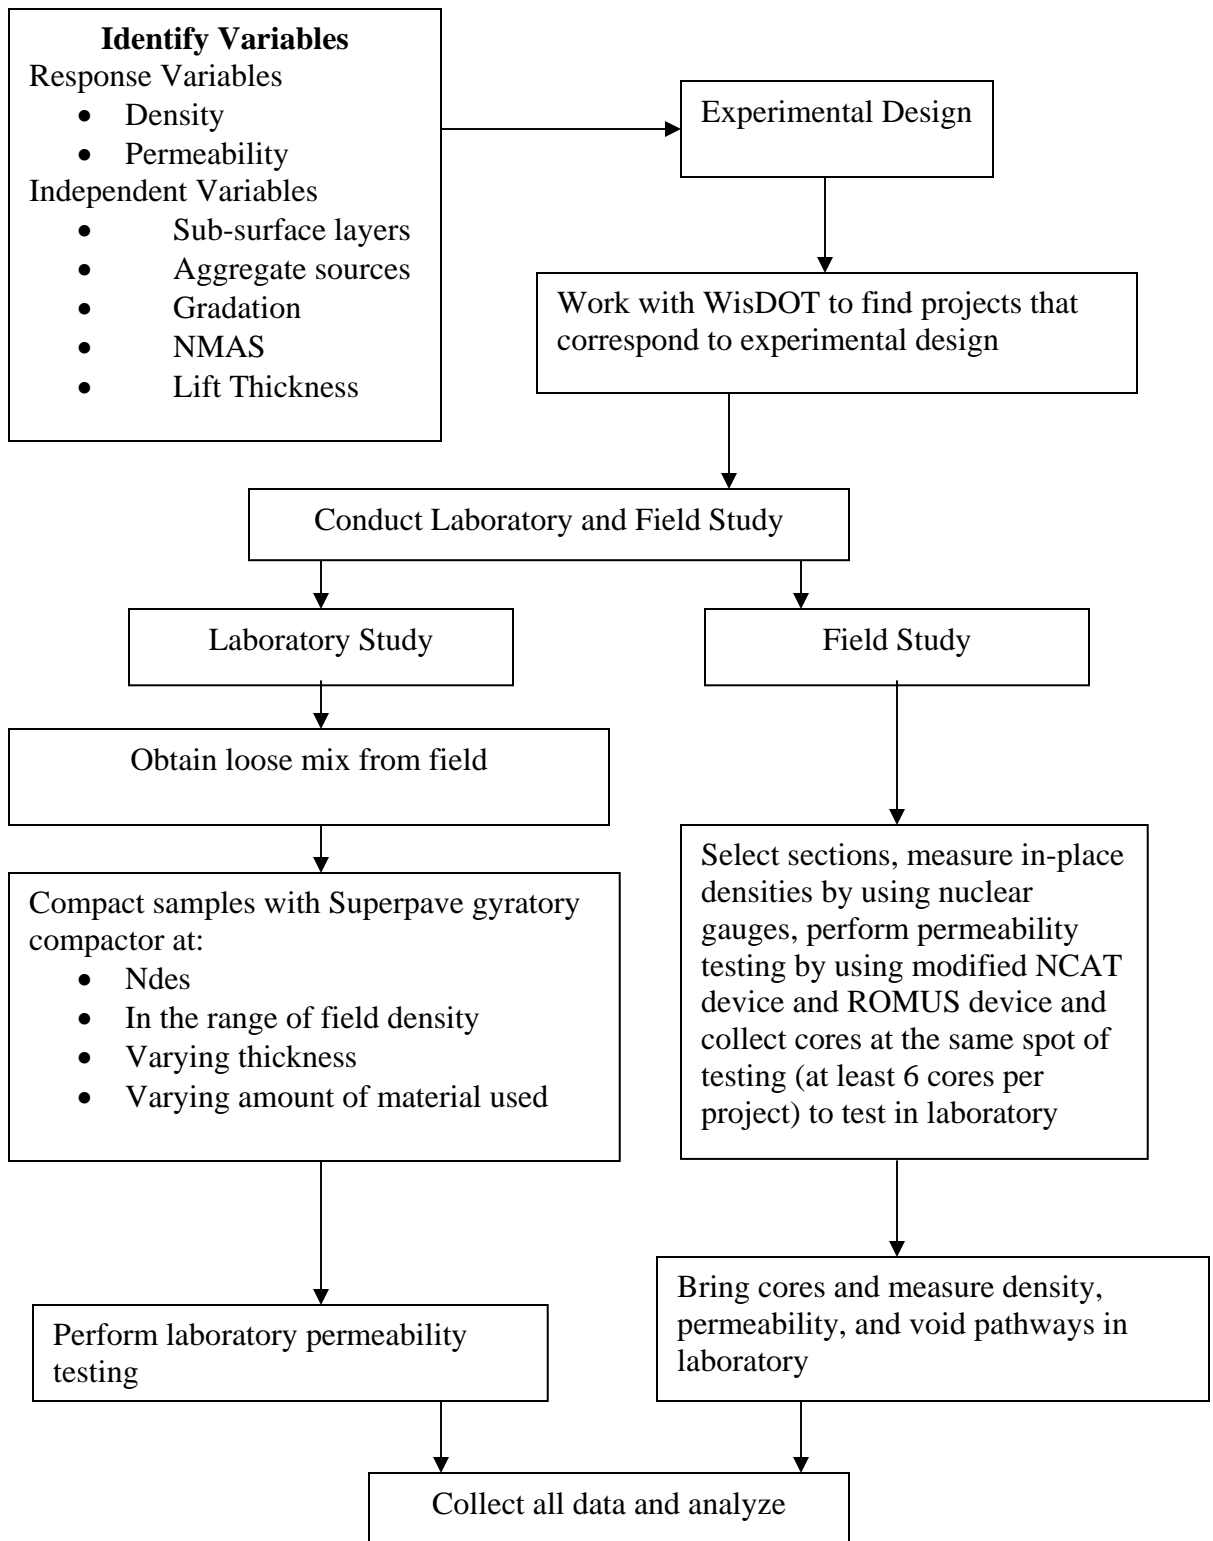 Identify Variables
Response Variables
• Density
• Permeability
Independent Variables
• Sub-surface layers
• Aggregate sources
• Gradation
• NMAS
• Lift Thickness
Experimental Design
Work with WisDOT to find projects that
correspond to experimental design
Conduct Laboratory and Field Study
Laboratory Study
Field Study
Obtain loose mix from field
Compact samples with Superpave gyratory
compactor at:
• Ndes
• In the range of field density
• Varying thickness
• Varying amount of material used
Select sections, measure in-place
densities by using nuclear
gauges, perform permeability
testing by using modified NCAT
device and ROMUS device and
collect cores at the same spot of
testing (at least 6 cores per
project) to test in laboratory
Perform laboratory permeability
testing
Bring cores and measure density,
permeability, and void pathways in
laboratory
Collect all data and analyze